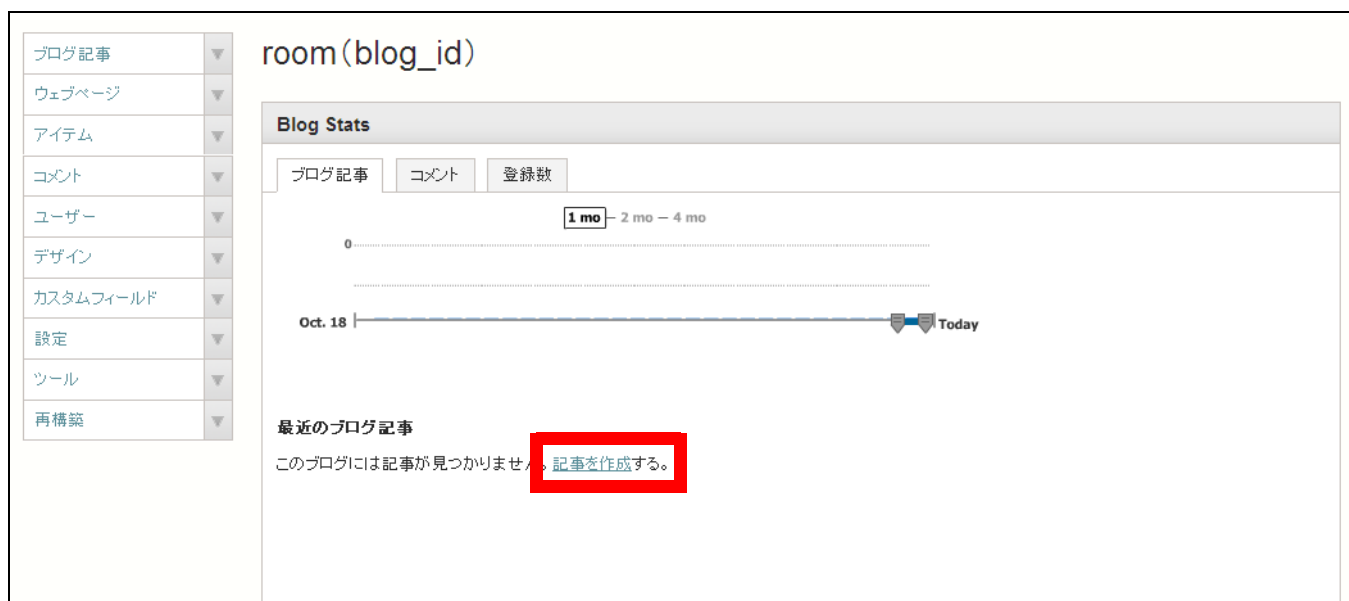 ブログ記事
ウェブページ
アイテム
コメント
ユーザー
デザイン
カスタムフィールド
設定
ツール
再構築
room(blog_id)
Blog Stats
ブログ記事 コメント 登録数
1 mo — 2 mo — 4 mo
0
Oct. 18 Today
最近のブログ記事
このブログには記事が見つかりません。記事を作成する。